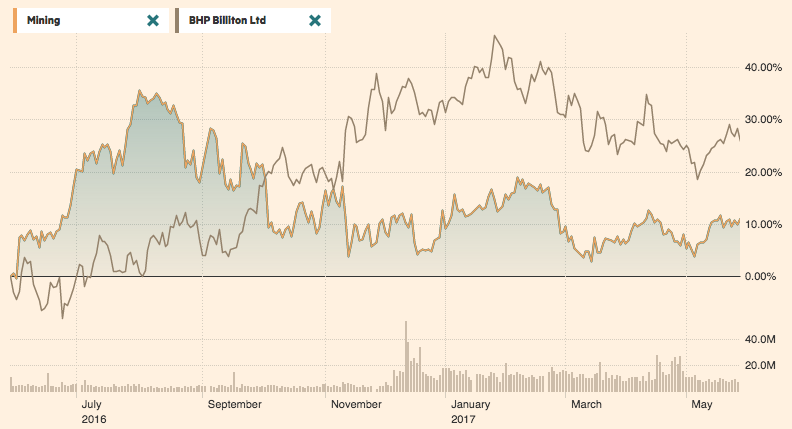 Mining
BHP Billiton Ltd
40.00%
30.00%
20.00%
10.00%
0.00%
40.0M
20.0M
July September November January March May
2016 2017